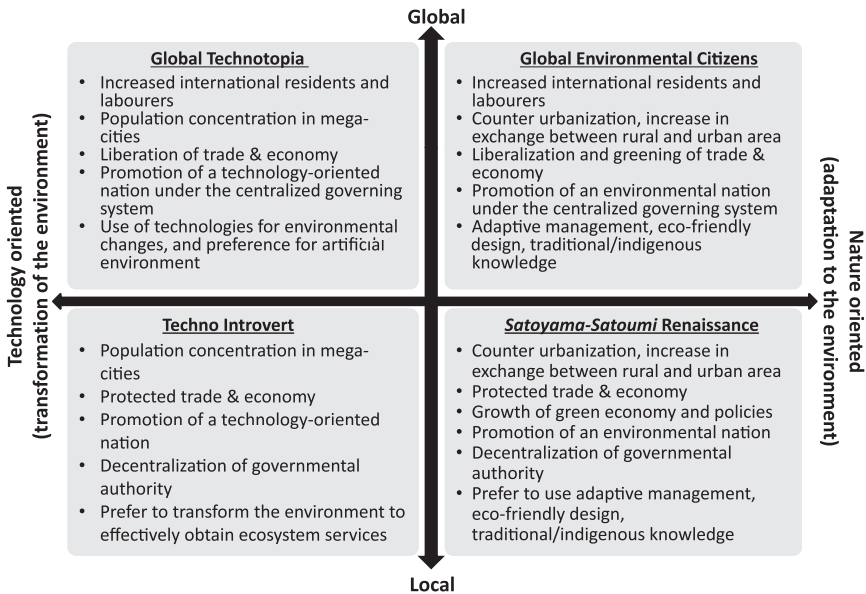 Global
Global Technotopia
• Increased international residents and
labourers
• Population concentration in mega-
cities
• Liberation of trade & economy
• Promotion of a technology-oriented
nation under the centralized governing
system
• Use of technologies for environmental
changes, and preference for artificial
environment
Global Environmental Citizens
• Increased international residents and
labourers
• Counter urbanization, increase in
exchange between rural and urban area
• Liberalization and greening of trade &
economy
• Promotion of an environmental nation
under the centralized governing system
• Adaptive management, eco-friendly
design, traditional/indigenous
knowledge
Technology oriented
(transformation of the environment)
Nature oriented
(adaptation to the environment)
Techno Introvert
• Population concentration in mega-
cities
• Protected trade & economy
• Promotion of a technology-oriented
nation
• Decentralization of governmental
authority
• Prefer to transform the environment to
effectively obtain ecosystem services
Satoyama-Satoumi Renaissance
• Counter urbanization, increase in
exchange between rural and urban area
• Protected trade & economy
• Growth of green economy and policies
• Promotion of an environmental nation
• Decentralization of governmental
authority
• Prefer to use adaptive management,
eco-friendly design,
traditional/indigenous knowledge
Local